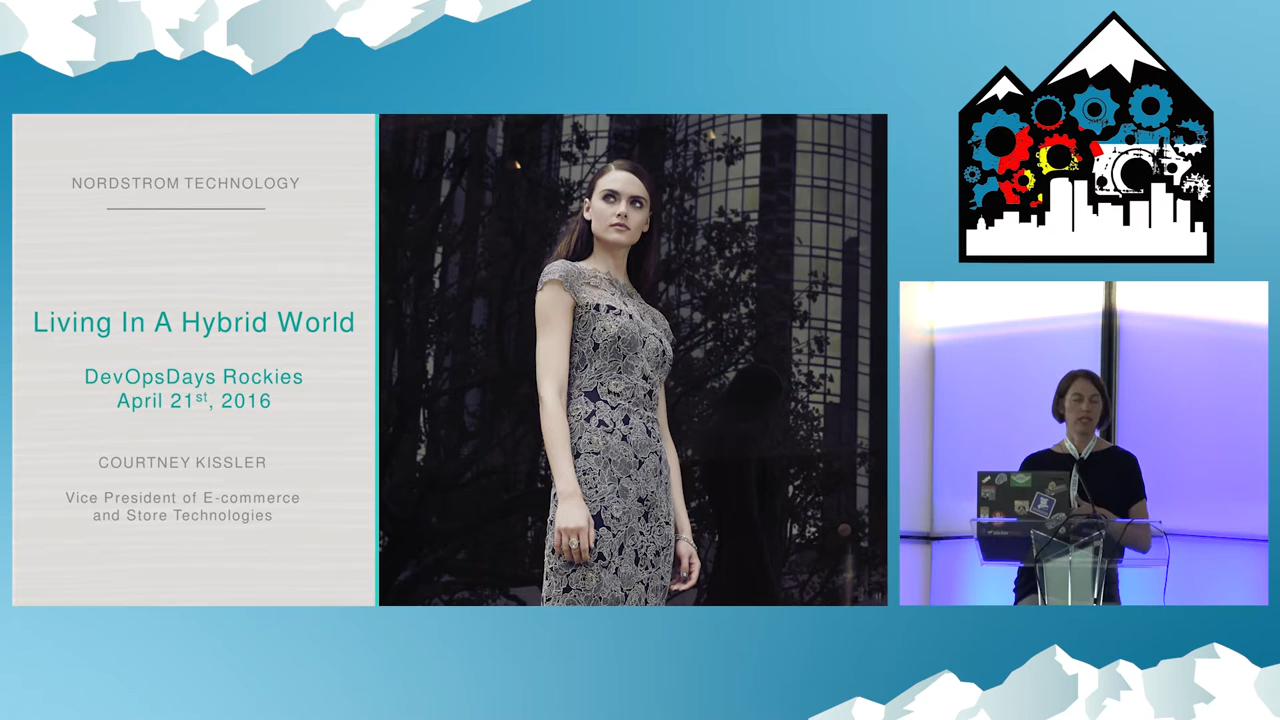 NORDSTROM TECHNOLOGY
Living In A Hybrid World
DevOpsDays Rockies
April 21st, 2016
COURTNEY KISSLER
Vice President of E-commerce
and Store Technologies